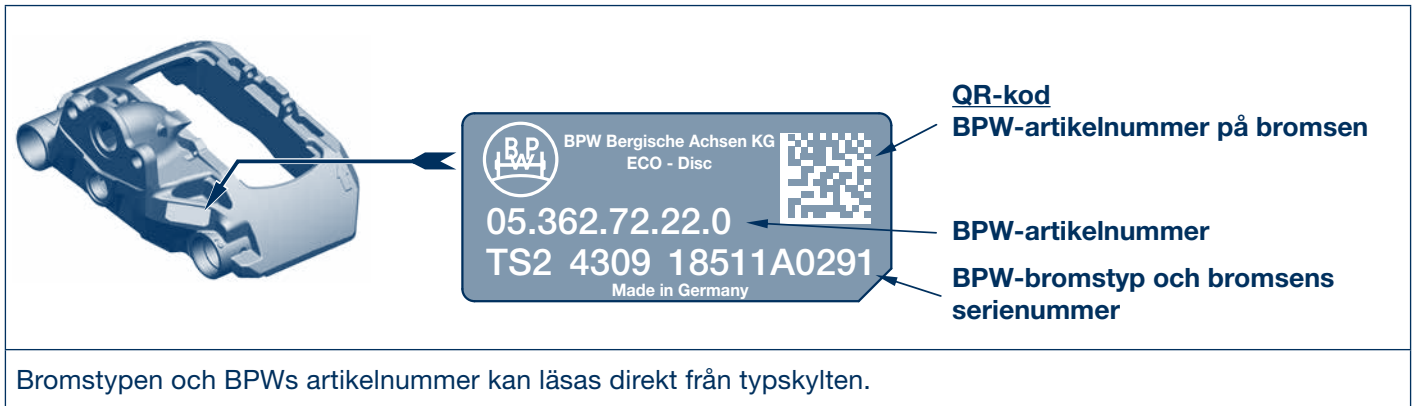 BPW
BPW Bergische Achsen KG
ECO - Disc
05.362.72.22.0
TS2 4309 18511A0291
Made in Germany
QR-kod
BPW-artikelnummer på bromsen
BPW-artikelnummer
BPW-bromstyp och bromsens
serienummer
Bromstypen och BPWs artikelnummer kan läsas direkt från typskylten.